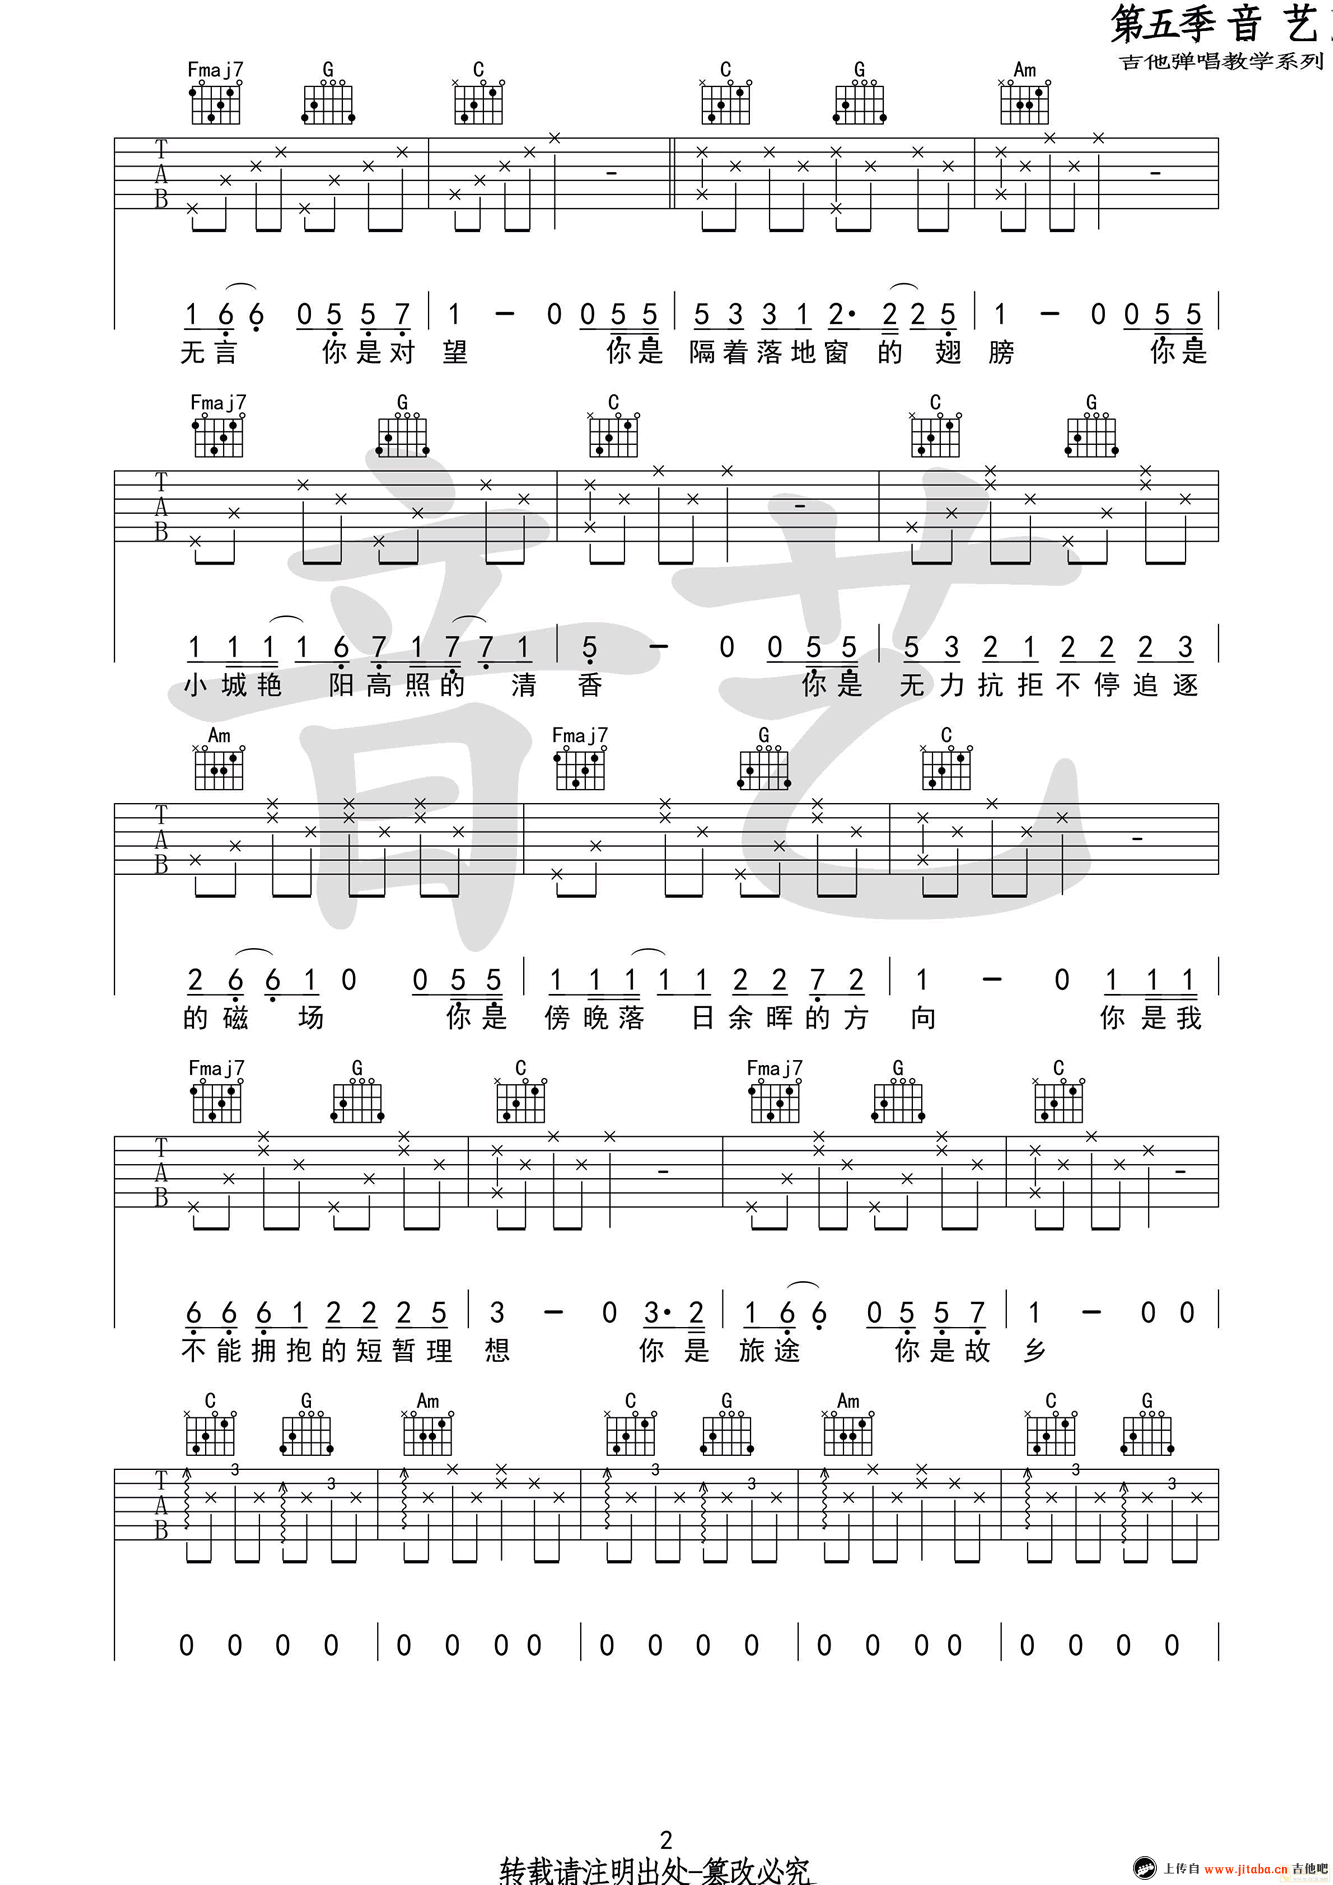 第五季 音 艺
吉他弹唱教学系列
Fmaj7 G C C G Am
T A B
1 6 6 0 5 5 7 1 - 0 0 5 5 5 3 3 1 2· 2 2 5 1 - 0 0 5 5
无言 你是对望 你是隔着落地窗的翅膀 你是
Fmaj7 G C C G
T A B
1 1 1 1 6 7 1 7 7 1 5 - 0 0 5 5 5 3 2 1 2 2 2 3
小城艳阳高照的清香 你是无力抗拒不停追逐
Am Fmaj7 G C
T A B
2 6 6 1 0 0 5 5 1 1 1 1 1 2 2 7 2 1 - 0 1 1 1
的磁场 你是傍晚落日余晖的方向 你是我
Fmaj7 G C Fmaj7 G C
T A B
6 6 6 1 2 2 2 5 3 - 0 3· 2 1 6 6 0 5 5 7 1 - 0 0
不能拥抱的短暂理想 你是旅途 你是故乡
C G Am C G Am C G
3 3 3 3 3 3
T A B
0 0 0 0 0 0 0 0 0 0 0 0 0 0 0 0 0 0 0 0
2
转载请注明出处-篡改必究
上传自 www.jitaba.cn 吉他吧
音艺